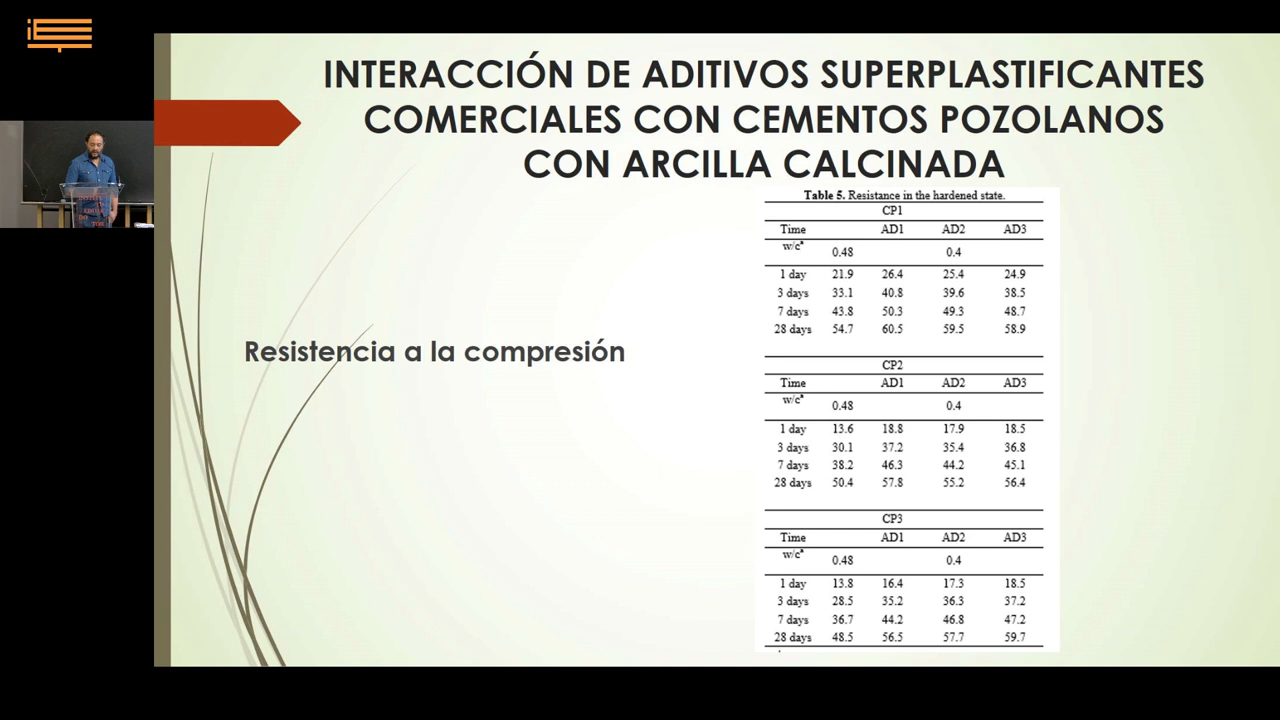 INTERACCIÓN DE ADITIVOS SUPERPLASTIFICANTES
COMERCIALES CON CEMENTOS POZOLANOS
CON ARCILLA CALCINADA
Resistencia a la compresión
Table 5. Resistance in the hardened state.
CP1
Time AD1 AD2 AD3
w/cª 0.48 0.4
1 day 21.9 26.4 25.4 24.9
3 days 33.1 40.8 39.6 38.5
7 days 43.8 50.3 49.3 48.7
28 days 54.7 60.5 59.5 58.9
CP2
Time AD1 AD2 AD3
w/cª 0.48 0.4
1 day 13.6 18.8 17.9 18.5
3 days 30.1 37.2 35.4 36.8
7 days 38.2 46.3 44.2 45.1
28 days 50.4 57.8 55.2 56.4
CP3
Time AD1 AD2 AD3
w/cª 0.48 0.4
1 day 13.8 16.4 17.3 18.5
3 days 28.5 35.2 36.3 37.2
7 days 36.7 44.2 46.8 47.2
28 days 48.5 56.5 57.7 59.7